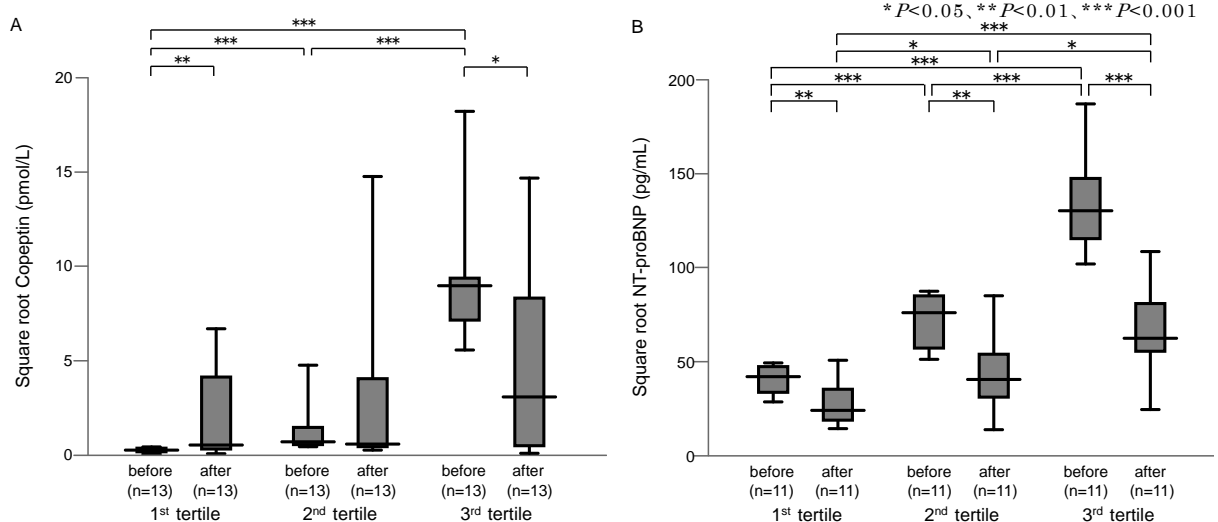 A
***
***
***
**
*
20
15
10
5
0
Square root Copeptin (pmol/L)
before
(n=13)
after
(n=13)
before
(n=13)
after
(n=13)
before
(n=13)
after
(n=13)
1st tertile
2nd tertile
3rd tertile
*P<0.05、**P<0.01、***P<0.001
B
***
*
*
***
***
***
***
**
**
200
150
100
50
0
Square root NT-proBNP (pg/mL)
before
(n=11)
after
(n=11)
before
(n=11)
after
(n=11)
before
(n=11)
after
(n=11)
1st tertile
2nd tertile
3rd tertile